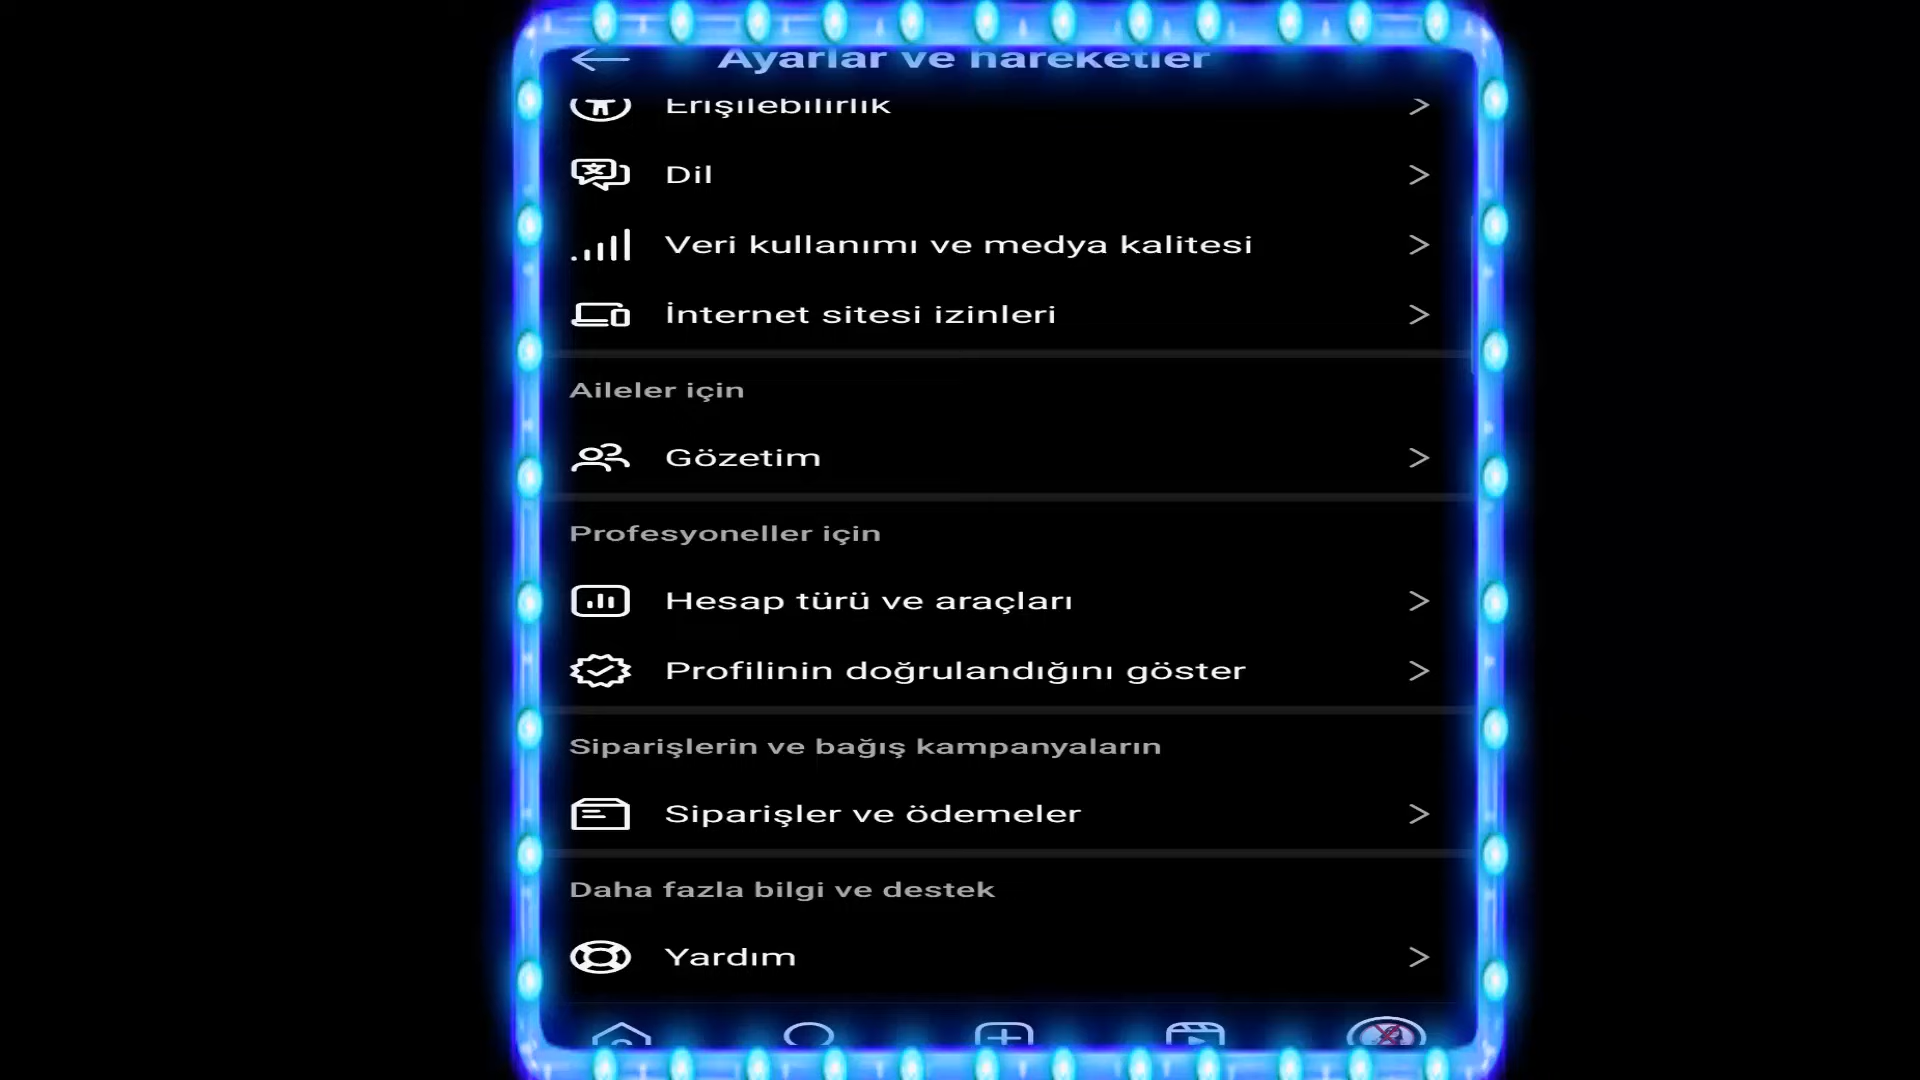 Ayarlar ve hareketler
Erişilebilirlik
Dil
Veri kullanımı ve medya kalitesi
İnternet sitesi izinleri
Aileler için
Gözetim
Profesyoneller için
Hesap türü ve araçları
Profilinin doğrulandığını göster
Siparişlerin ve bağış kampanyaların
Siparişler ve ödemeler
Daha fazla bilgi ve destek
Yardım